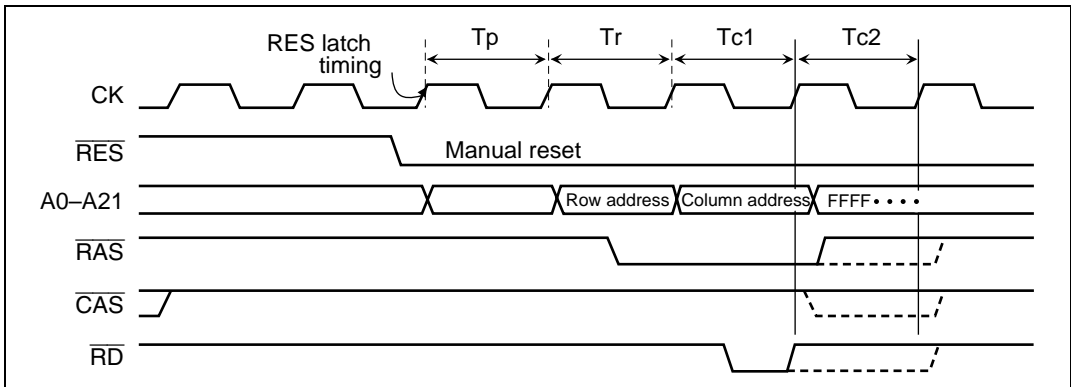 Tp Tr Tc1 Tc2
RES latch
timing
CK
RES
Manual reset
A0–A21
Row address Column address FFFF • • • •
RAS
CAS
RD